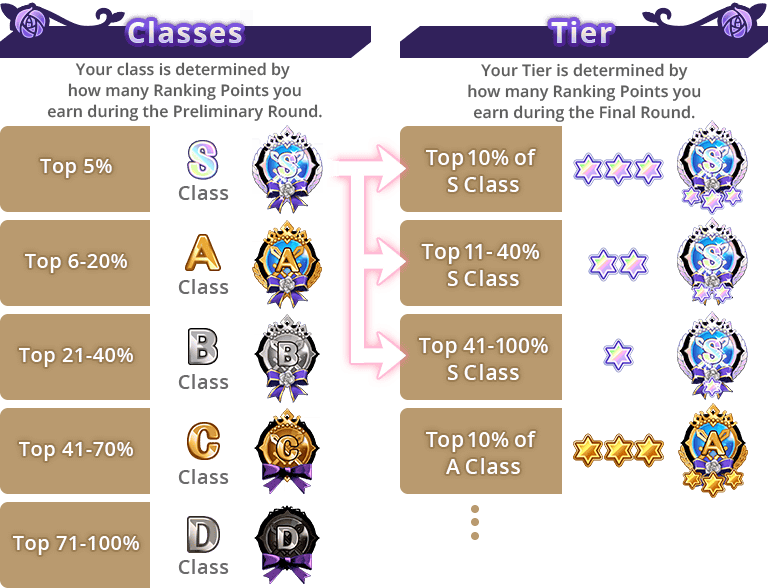 Classes
Your class is determined by
how many Ranking Points you
earn during the Preliminary Round.
Top 5%
S
Class
S
Top 6-20%
A
Class
A
Top 21-40%
B
Class
B
Top 41-70%
C
Class
C
Top 71-100%
D
Class
D
Tier
Your Tier is determined by
how many Ranking Points you
earn during the Final Round.
Top 10% of
S Class
S
Top 11- 40%
S Class
S
Top 41-100%
S Class
S
Top 10% of
A Class
A